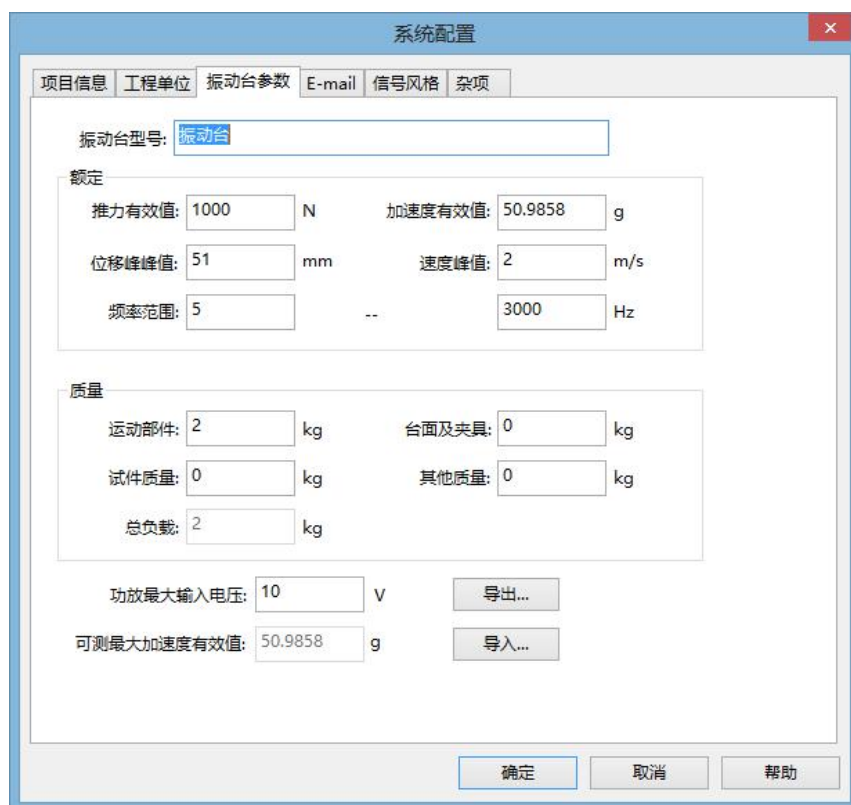 系统配置
×
项目信息 工程单位 振动台参数 E-mail 信号风格 杂项
振动台型号: 振动台
额定
推力有效值: 1000 N 加速度有效值: 50.9858 g
位移峰峰值: 51 mm 速度峰值: 2 m/s
频率范围: 5 -- 3000 Hz
质量
运动部件: 2 kg 台面及夹具: 0 kg
试件质量: 0 kg 其他质量: 0 kg
总负载: 2 kg
功放最大输入电压: 10 V 导出...
可测最大加速度有效值: 50.9858 g 导入...
确定 取消 帮助